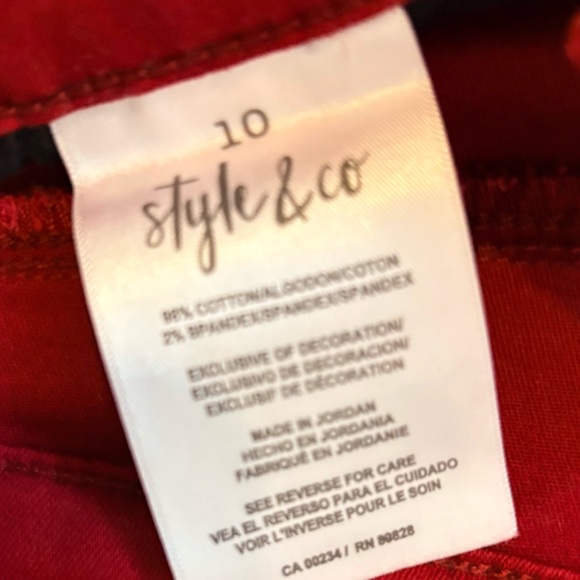 10
style & co
98% COTTON/ALGODON/COTON
2% SPANDEX/SPANDEX/SPANDEX
EXCLUSIVE OF DECORATION/
EXCLUSIVO DE DECORACION/
EXCLUSIF DE DÉCORATION
MADE IN JORDAN
HECHO EN JORDANIA
FABRIQUÉ EN JORDANIE
SEE REVERSE FOR CARE
VEA EL REVERSO PARA EL CUIDADO
VOIR L'INVERSE POUR LE SOIN
CA 00234 / RN